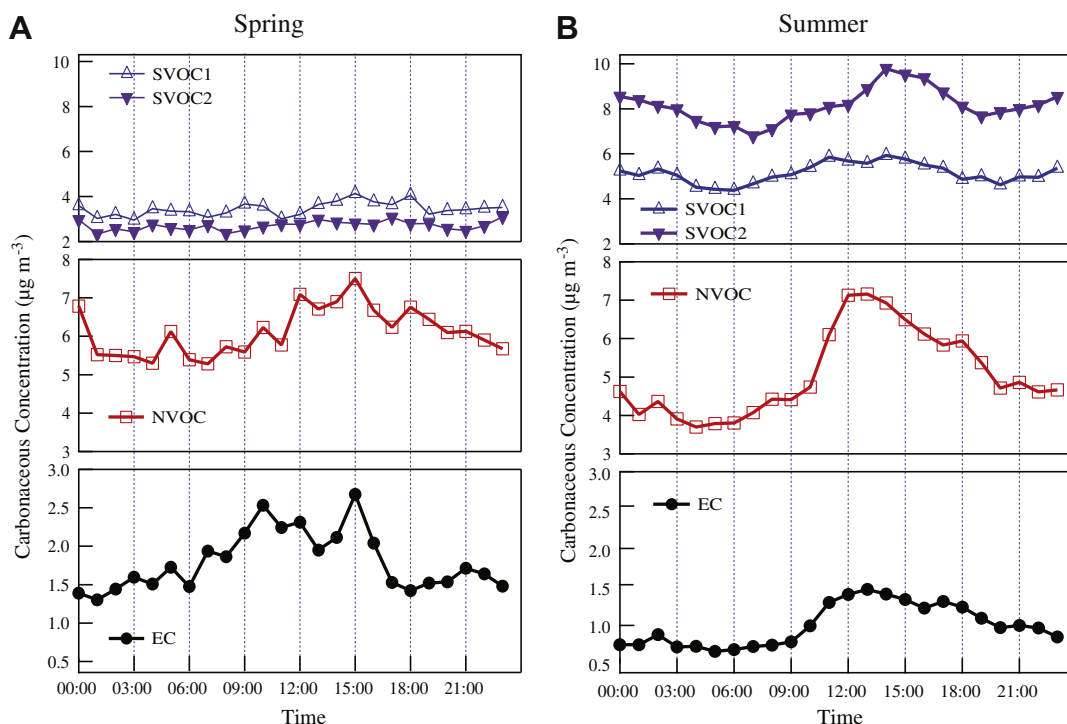 A
Spring
B
Summer
Carbonaceous Concentration (µg m⁻³)
10
8
6
4
2
SVOC1
SVOC2
8
7
6
5
4
3
NVOC
3.0
2.5
2.0
1.5
1.0
0.5
EC
00:00 03:00 06:00 09:00 12:00 15:00 18:00 21:00
Time
Carbonaceous Concentration (µg m⁻³)
10
8
6
4
2
SVOC1
SVOC2
8
7
6
5
4
3
NVOC
3.0
2.5
2.0
1.5
1.0
0.5
EC
00:00 03:00 06:00 09:00 12:00 15:00 18:00 21:00
Time